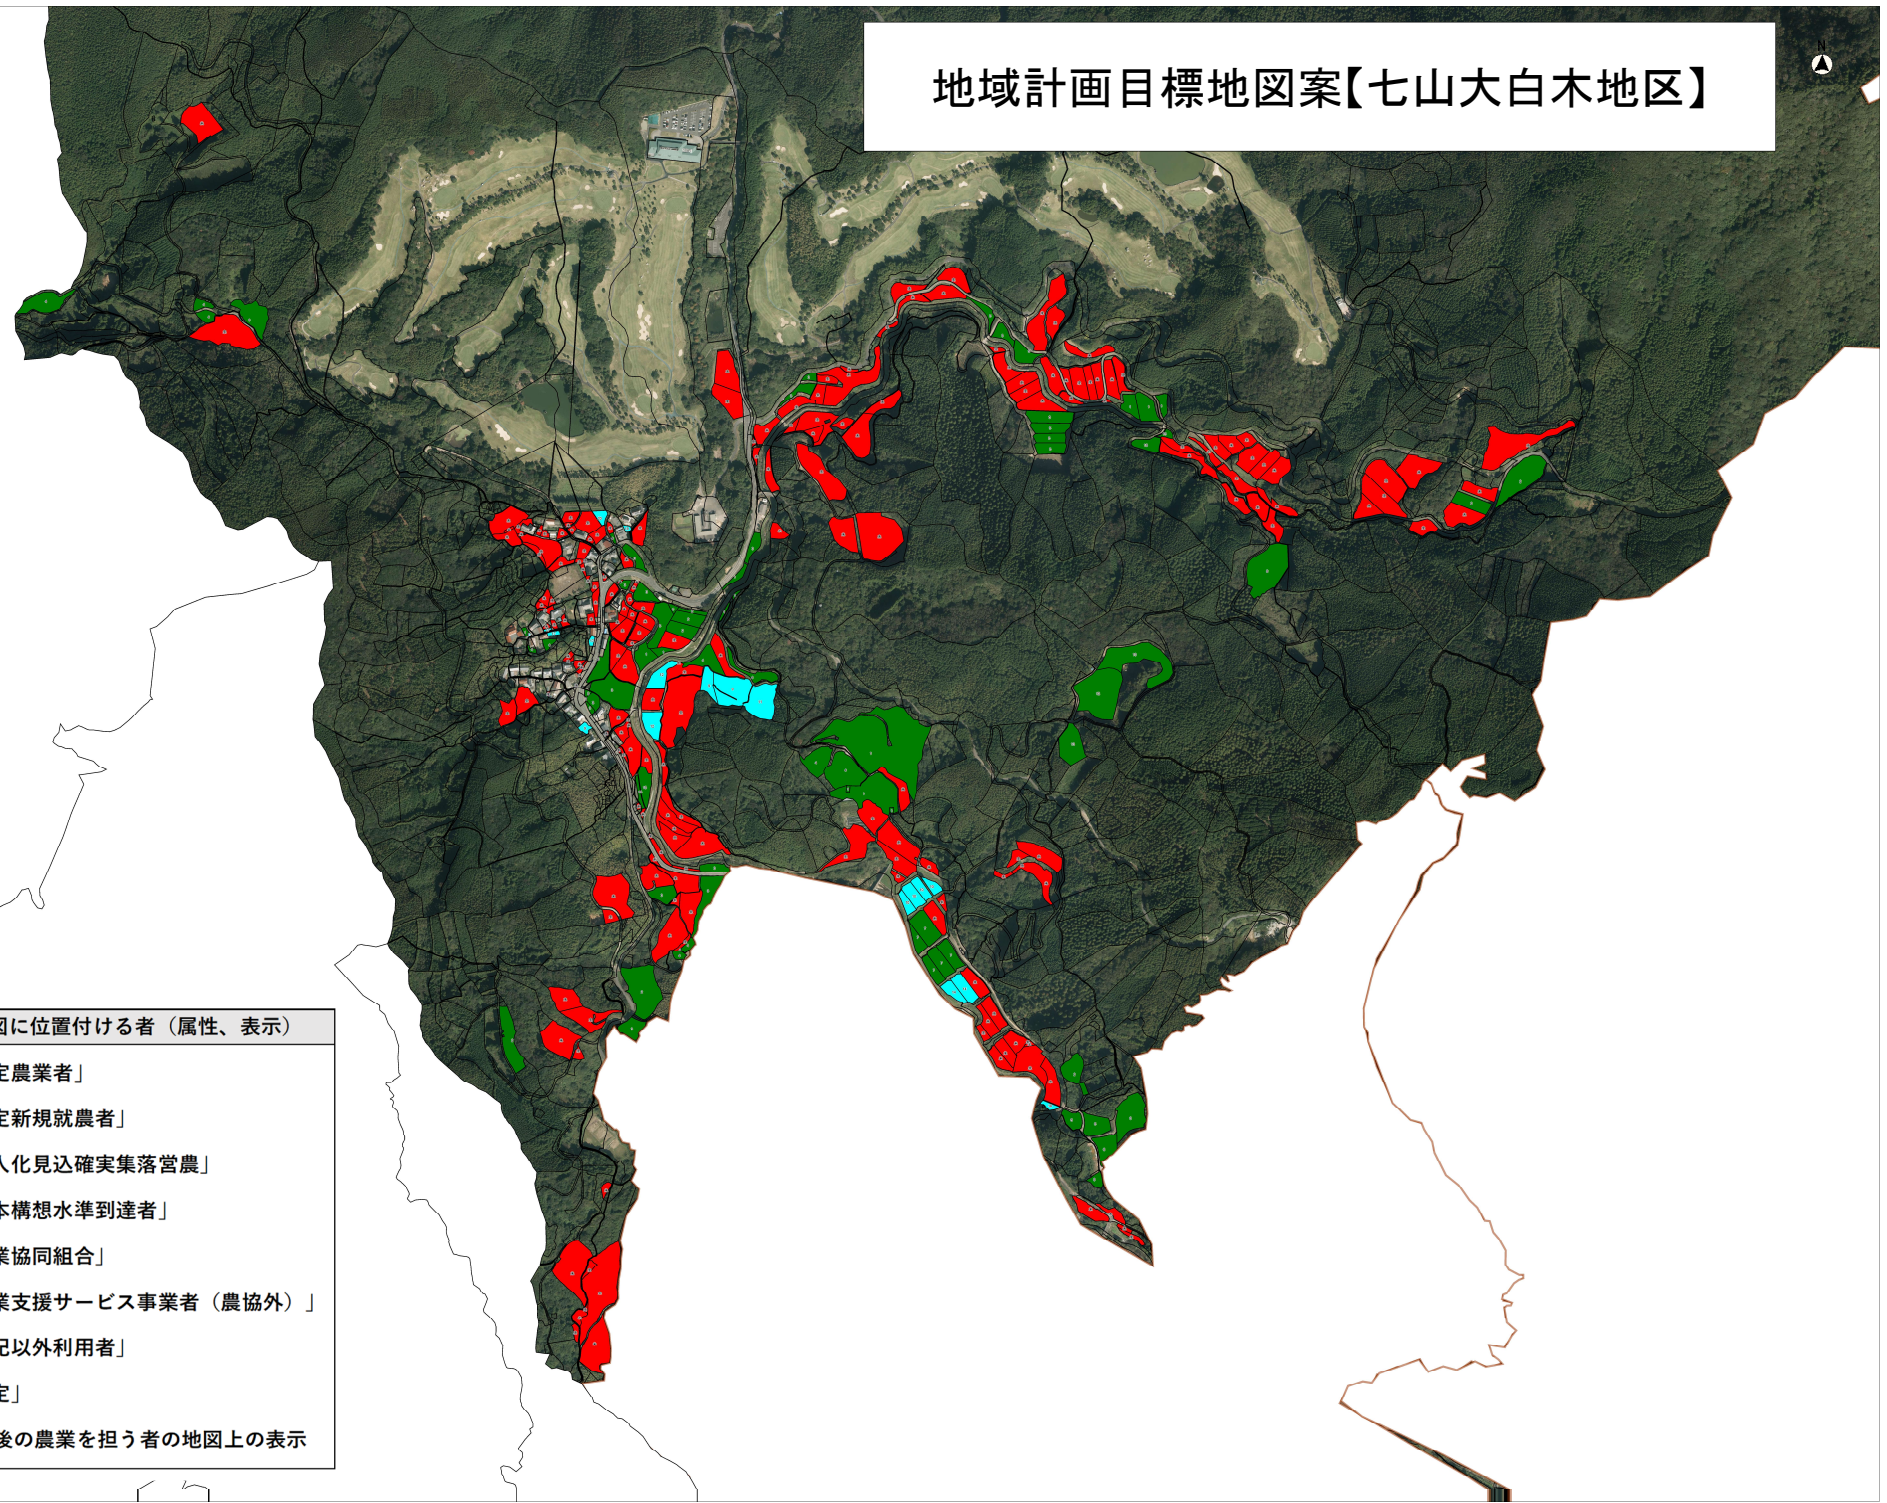 地域計画目標地図案【七山大白木地区】
N
図に位置付ける者（属性、表示）
定農業者」
定新規就農者」
人化見込確実集落営農」
本構想水準到達者」
業協同組合」
業支援サービス事業者（農協外）」
記以外利用者」
定」
後の農業を担う者の地図上の表示